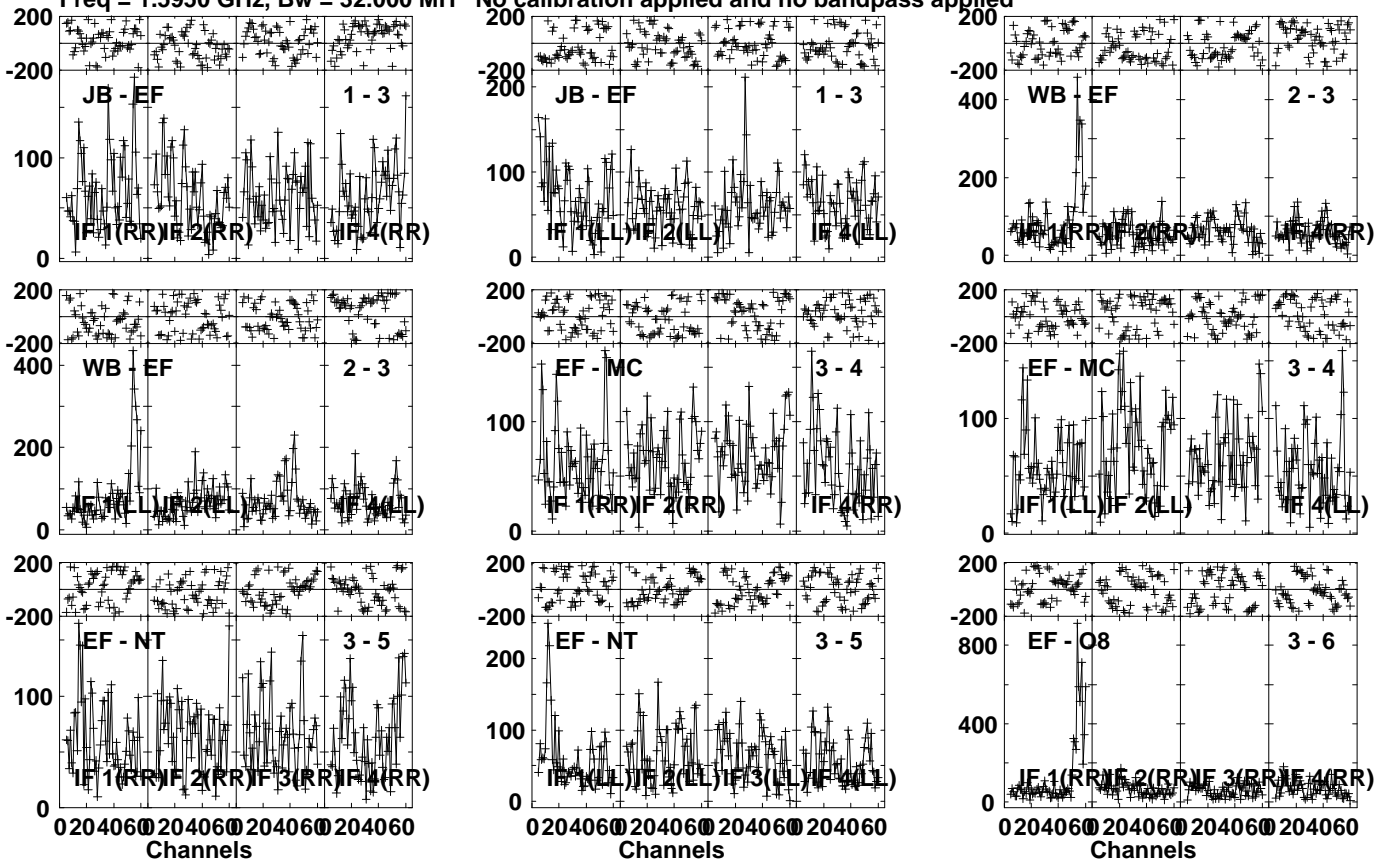 Freq = 1.5950 GHz, Bw = 32.000 MH No calibration applied and no bandpass applied
200
-200
JB - EF
1 - 3
100
IF 1(RR) IF 2(RR) IF 4(RR)
0
-200
200
JB - EF
1 - 3
100
IF 1(LL) IF 2(LL) IF 4(LL)
0
200
-200
400
WB - EF
2 - 3
200
IF 1(RR) IF 2(RR) IF 4(RR)
0
200
-200
400
WB - EF
2 - 3
200
IF 1(LL) IF 2(LL) IF 4(LL)
0
200
-200
EF - MC
3 - 4
100
IF 1(RR) IF 2(RR) IF 4(RR)
0
200
-200
EF - MC
3 - 4
100
IF 1(LL) IF 2(LL) IF 4(LL)
0
200
-200
EF - NT
3 - 5
100
IF 1(RR) IF 2(RR) IF 3(RR) IF 4(RR)
0
0 20 40 60 0 20 40 60 0 20 40 60 0 20 40 60
Channels
200
-200
200
EF - NT
3 - 5
100
IF 1(LL) IF 2(LL) IF 3(LL) IF 4(LL)
0
0 20 40 60 0 20 40 60 0 20 40 60 0 20 40 60
Channels
200
-200
800
EF - O8
3 - 6
400
IF 1(RR) IF 2(RR) IF 3(RR) IF 4(RR)
0
0 20 40 60 0 20 40 60 0 20 40 60 0 20 40 60
Channels